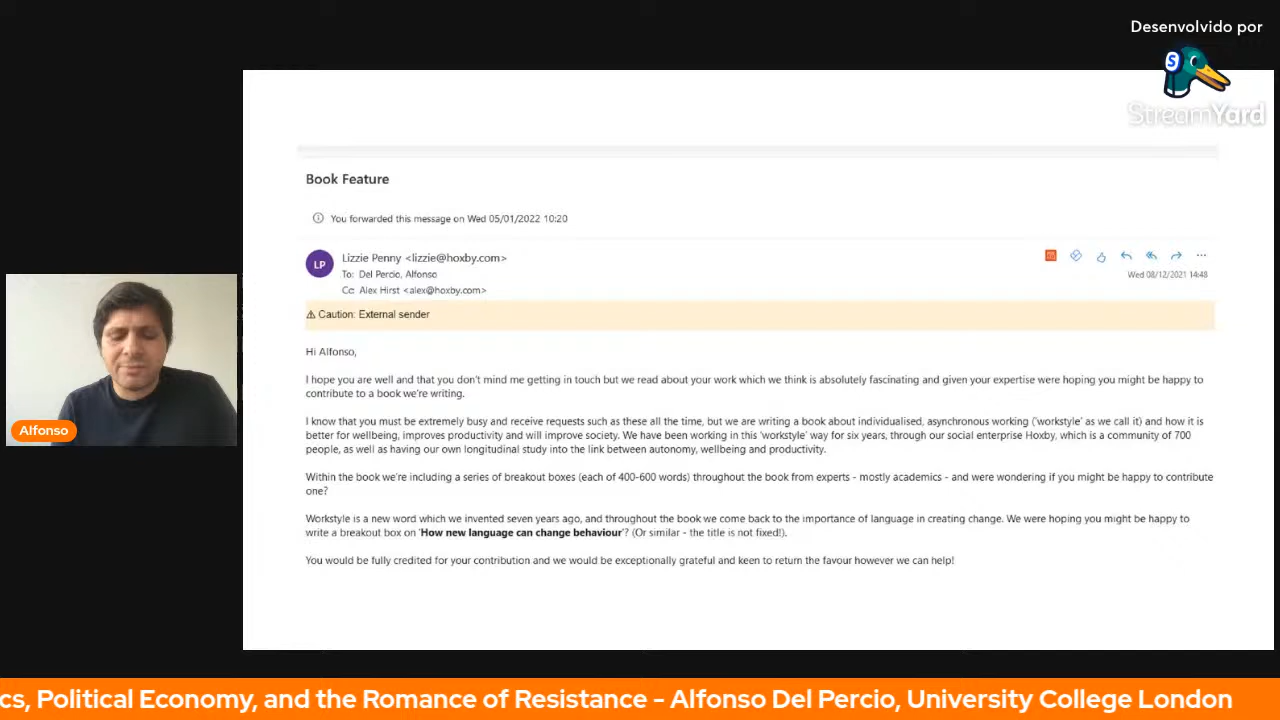 Desenvolvido por
S
StreamYard
Book Feature
You forwarded this message on Wed 05/01/2022 10:20
LP
Lizzie Penny <lizzie@hoxby.com>
To: Del Percio, Alfonso
Cc: Alex Hirst <alex@hoxby.com>
Wed 08/12/2021 14:48
Caution: External sender
Hi Alfonso,
I hope you are well and that you don't mind me getting in touch but we read about your work which we think is absolutely fascinating and given your expertise were hoping you might be happy to
contribute to a book we're writing.
I know that you must be extremely busy and receive requests such as these all the time, but we are writing a book about individualised, asynchronous working ('workstyle' as we call it) and how it is
better for wellbeing, improves productivity and will improve society. We have been working in this 'workstyle' way for six years, through our social enterprise Hoxby, which is a community of 700
people, as well as having our own longitudinal study into the link between autonomy, wellbeing and productivity.
Within the book we're including a series of breakout boxes (each of 400-600 words) throughout the book from experts - mostly academics - and were wondering if you might be happy to contribute
one?
Workstyle is a new word which we invented seven years ago, and throughout the book we come back to the importance of language in creating change. We were hoping you might be happy to
write a breakout box on 'How new language can change behaviour'? (Or similar - the title is not fixed!).
You would be fully credited for your contribution and we would be exceptionally grateful and keen to return the favour however we can help!
Alfonso
cs, Political Economy, and the Romance of Resistance – Alfonso Del Percio, University College London